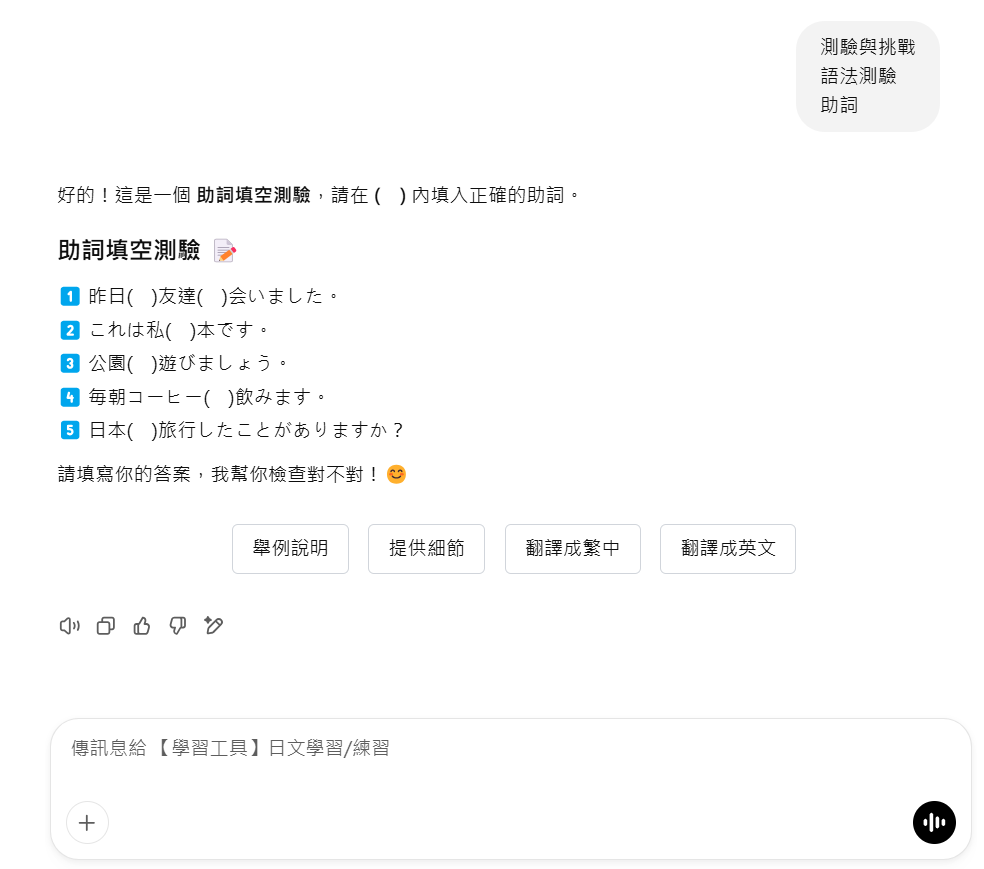 測驗與挑戰
語法測驗
助詞
好的！這是一個 助詞填空測驗，請在 (　) 內填入正確的助詞。
助詞填空測驗 📝
1️⃣ 昨日(　)友達(　)会いました。
2️⃣ これは私(　)本です。
3️⃣ 公園(　)遊びましょう。
4️⃣ 毎朝コーヒー(　)飲みます。
5️⃣ 日本(　)旅行したことがありますか？
請填寫你的答案，我幫你檢查對不對！😊
舉例說明
提供細節
翻譯成繁中
翻譯成英文
傳訊息給 【學習工具】日文學習/練習